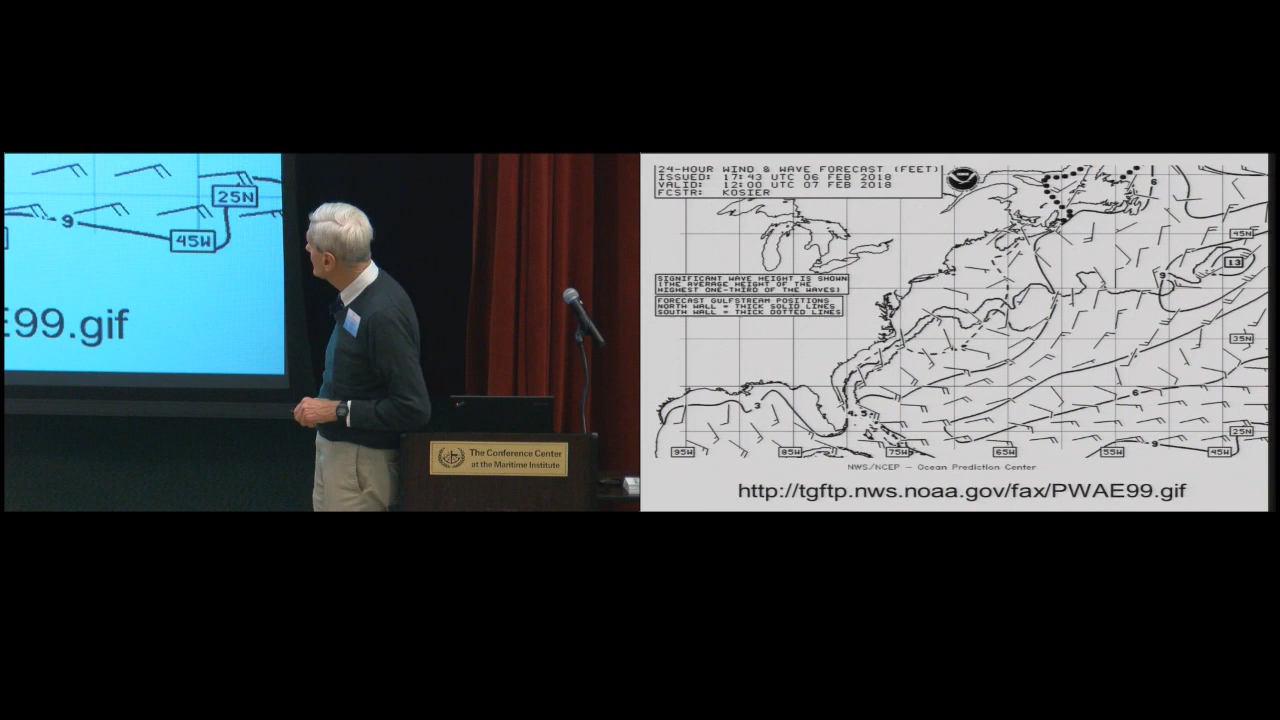 25N
9
45W
E99.gif
The Conference Center
at the Maritime Institute
24-HOUR WIND & WAVE FORECAST (FEET)
ISSUED: 17:43 UTC 06 FEB 2018
VALID: 12:00 UTC 07 FEB 2018
FCSTR: KOSIER
6
45N
13
9
SIGNIFICANT WAVE HEIGHT IS SHOWN
(THE AVERAGE HEIGHT OF THE
HIGHEST ONE-THIRD OF THE WAVES)
FORECAST GULFSTREAM POSITIONS
NORTH WALL = THICK SOLID LINES
SOUTH WALL = THICK DOTTED LINES
35N
6
3
4.5
25N
9
95W 85W 75W 65W 55W 45W
NWS/NCEP – Ocean Prediction Center
http://tgftp.nws.noaa.gov/fax/PWAE99.gif